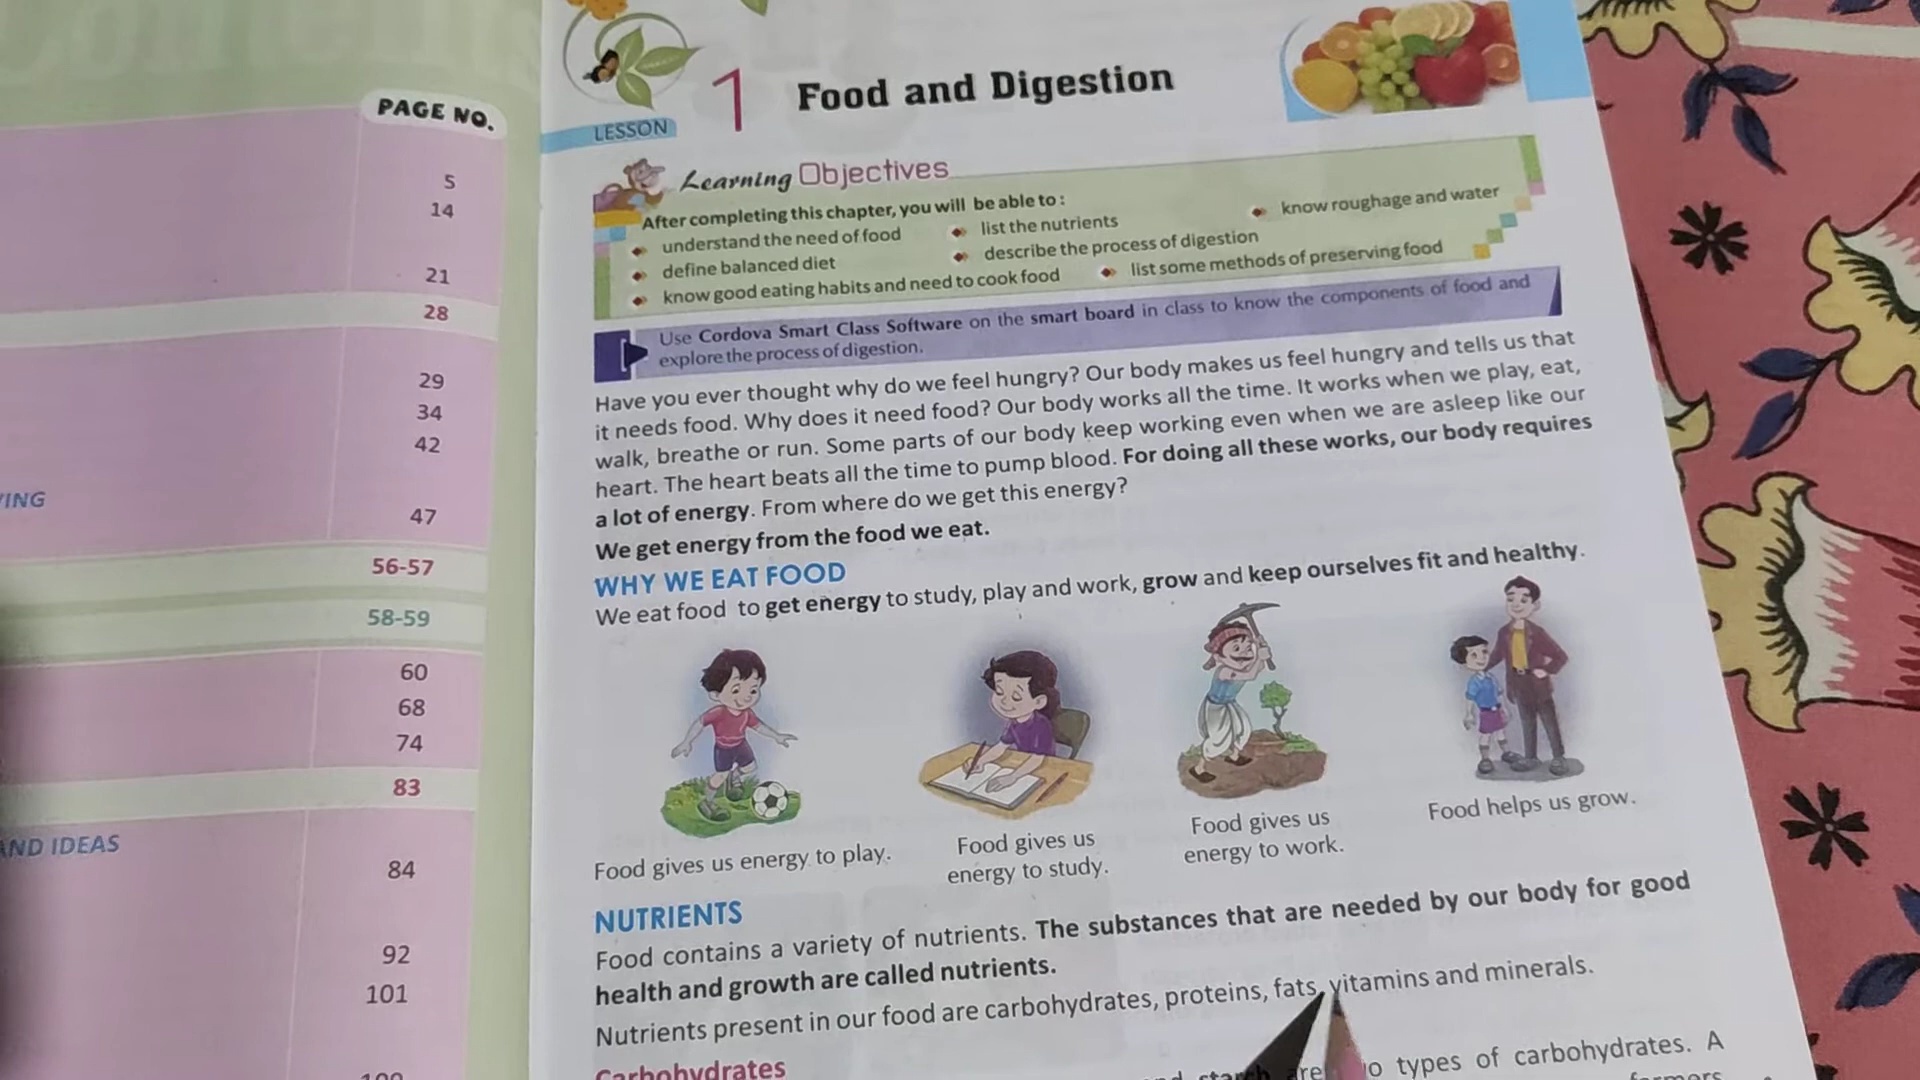 PAGE NO.
5
14
21
28
29
34
42
47
56-57
58-59
60
68
74
83
AND IDEAS
84
92
101
LESSON 1 Food and Digestion
Learning Objectives
After completing this chapter, you will be able to :
understand the need of food
list the nutrients
know roughage and water
define balanced diet
describe the process of digestion
know good eating habits and need to cook food
list some methods of preserving food
Use Cordova Smart Class Software on the smart board in class to know the components of food and
explore the process of digestion.
Have you ever thought why do we feel hungry? Our body makes us feel hungry and tells us that
it needs food. Why does it need food? Our body works all the time. It works when we play, eat,
walk, breathe or run. Some parts of our body keep working even when we are asleep like our
heart. The heart beats all the time to pump blood. For doing all these works, our body requires
a lot of energy. From where do we get this energy?
We get energy from the food we eat.
WHY WE EAT FOOD
We eat food to get energy to study, play and work, grow and keep ourselves fit and healthy.
Food gives us energy to play.
Food gives us
energy to study.
Food gives us
energy to work.
Food helps us grow.
NUTRIENTS
Food contains a variety of nutrients. The substances that are needed by our body for good
health and growth are called nutrients.
Nutrients present in our food are carbohydrates, proteins, fats, vitamins and minerals.
Carbohydrates
types of carbohydrates. A